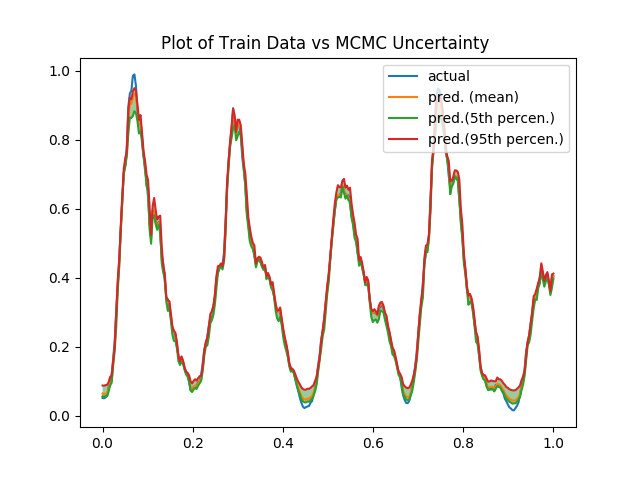 Plot of Train Data vs MCMC Uncertainty
1.0
0.8
0.6
0.4
0.2
0.0
actual
pred. (mean)
pred.(5th percen.)
pred.(95th percen.)
0.0 0.2 0.4 0.6 0.8 1.0